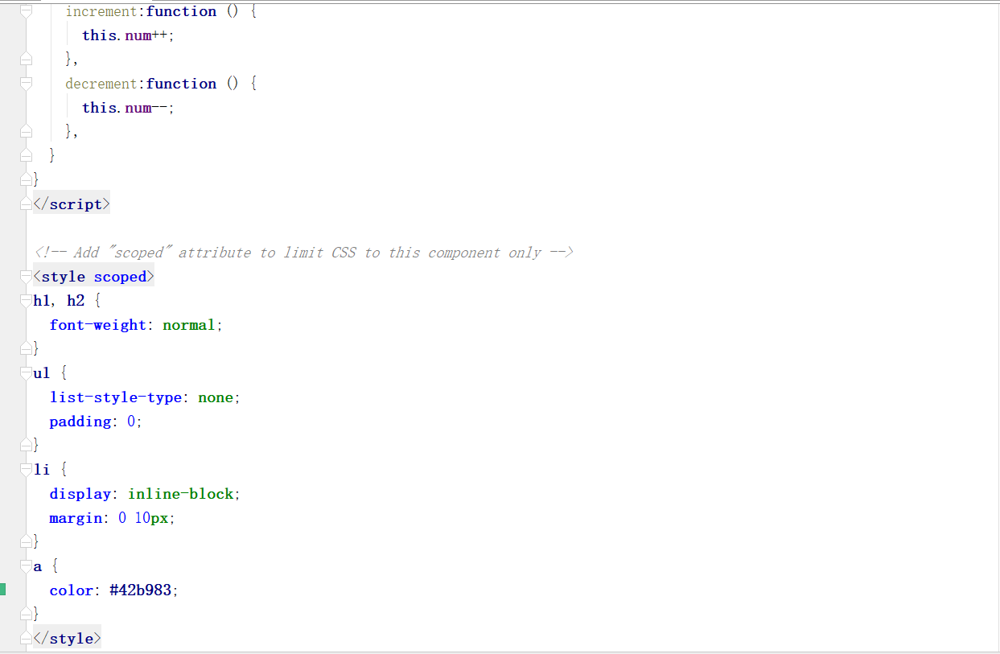 increment:function () {
this.num++;
},
decrement:function () {
this.num--;
},
}
}
</script>
<!-- Add "scoped" attribute to limit CSS to this component only -->
<style scoped>
h1, h2 {
font-weight: normal;
}
ul {
list-style-type: none;
padding: 0;
}
li {
display: inline-block;
margin: 0 10px;
}
a {
color: #42b983;
}
</style>